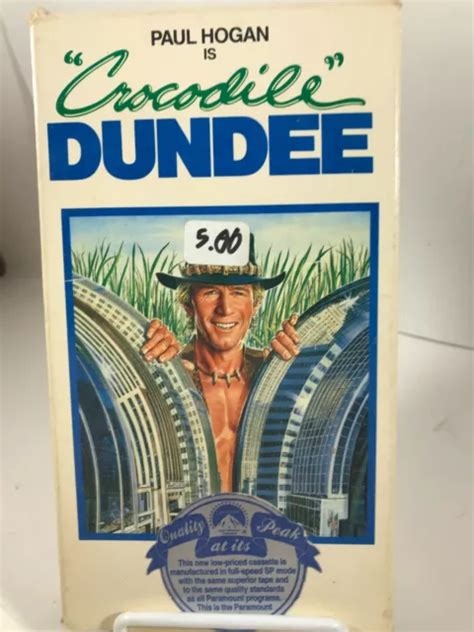 PAUL HOGAN
IS
"Crocodile"
DUNDEE
5.00
Quality Peak
at its
This new low-priced cassette is
manufactured in full-speed SP mode
with the same superior tape and
to the same quality standards
as all Paramount programs.
This is the Paramount